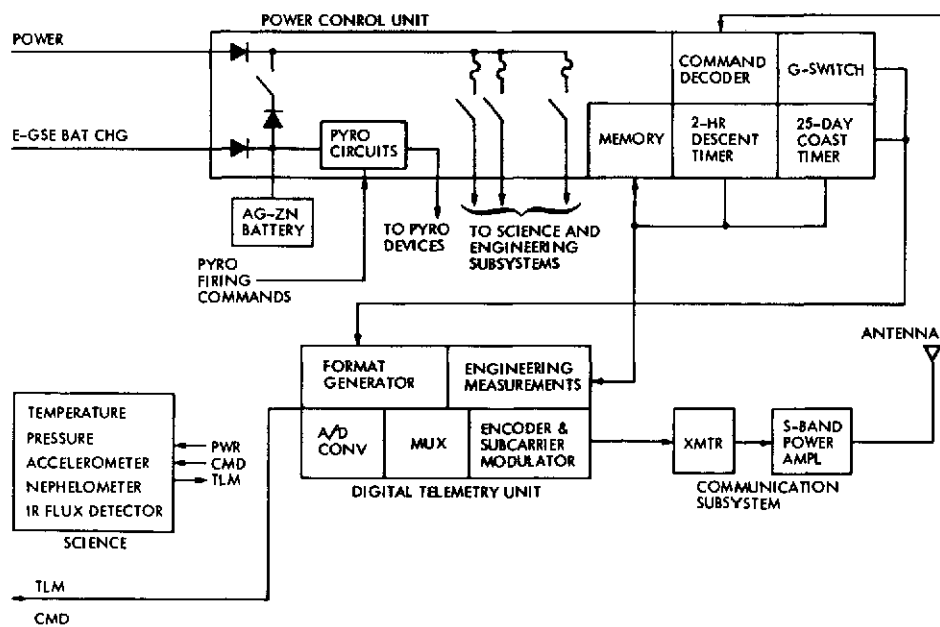 POWER CONROL UNIT
POWER
COMMAND
DECODER
G-SWITCH
E-GSE BAT CHG
PYRO
CIRCUITS
MEMORY
2-HR
DESCENT
TIMER
25-DAY
COAST
TIMER
AG-ZN
BATTERY
TO PYRO
DEVICES
TO SCIENCE AND
ENGINEERING
SUBSYSTEMS
PYRO
FIRING
COMMANDS
ANTENNA
FORMAT
GENERATOR
ENGINEERING
MEASUREMENTS
TEMPERATURE
PRESSURE
ACCELEROMETER
NEPHELOMETER
IR FLUX DETECTOR
PWR
CMD
TLM
SCIENCE
A/D
CONV
MUX
ENCODER &
SUBCARRIER
MODULATOR
DIGITAL TELEMETRY UNIT
XMTR
S-BAND
POWER
AMPL
COMMUNICATION
SUBSYSTEM
TLM
CMD